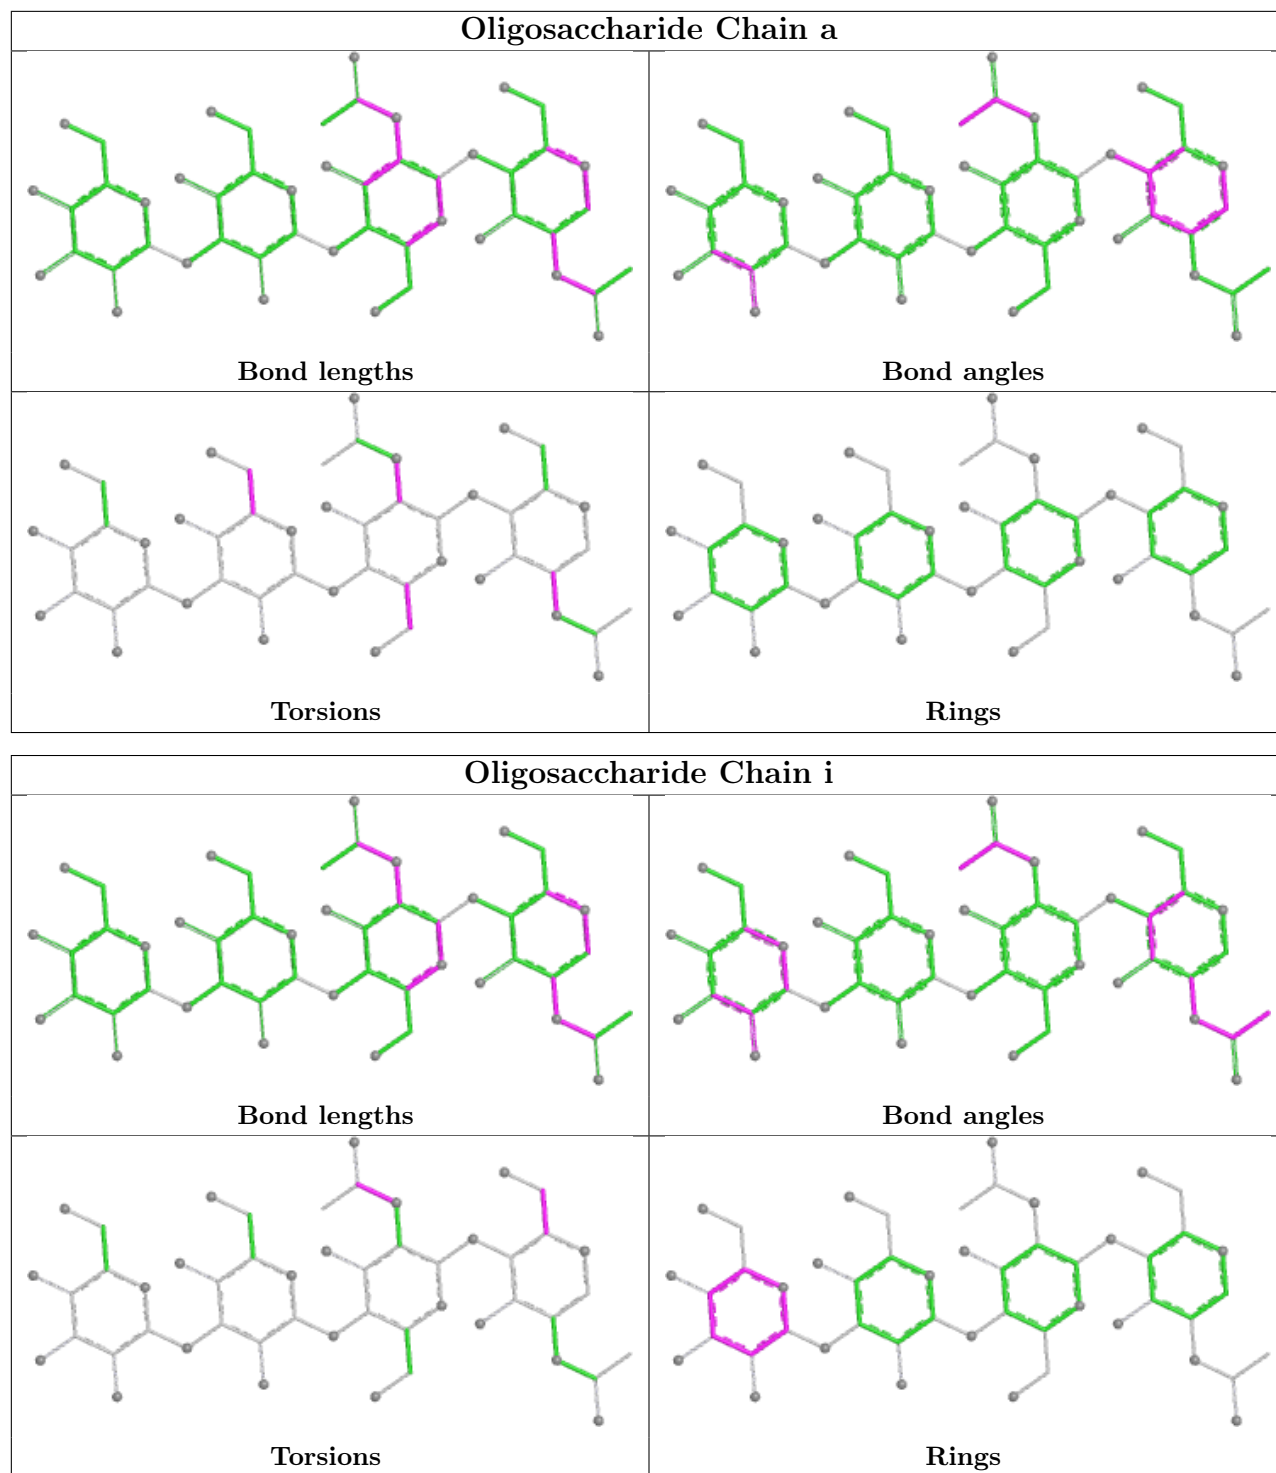 Oligosaccharide Chain a
Bond lengths
Bond angles
Torsions
Rings
Oligosaccharide Chain i
Bond lengths
Bond angles
Torsions
Rings